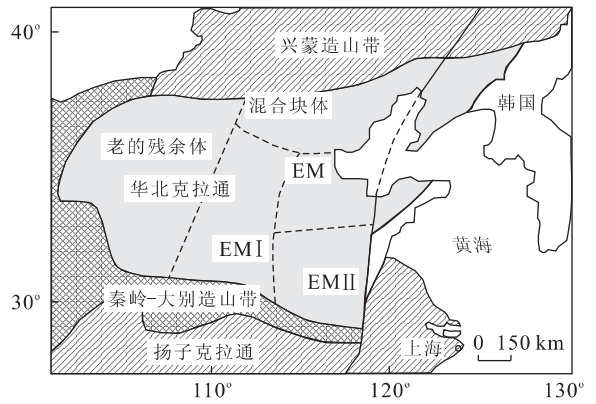 40°
兴蒙造山带
混合块体
韩国
老的残余体
EM
华北克拉通
EMⅠ
黄海
EMⅡ
30°
秦岭-大别造山带
扬子克拉通
上海
0 150 km
110°
120°
130°